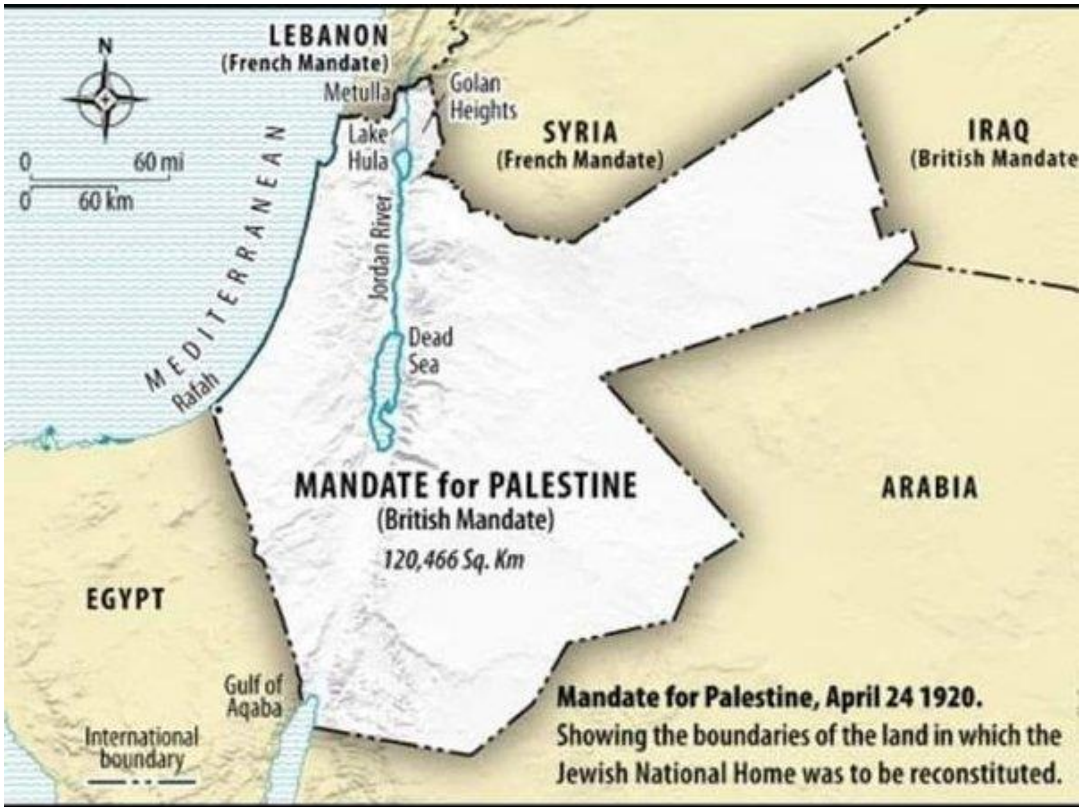 LEBANON
(French Mandate)
N
Metulla
Golan
Heights
Lake
Hula
SYRIA
(French Mandate)
IRAQ
(British Mandate
0 60 mi
0 60 km
MEDITERRANEAN
Jordan River
Dead
Sea
Rafah
MANDATE for PALESTINE
(British Mandate)
120,466 Sq. Km
ARABIA
EGYPT
Gulf of
Aqaba
International
boundary
Mandate for Palestine, April 24 1920.
Showing the boundaries of the land in which the
Jewish National Home was to be reconstituted.